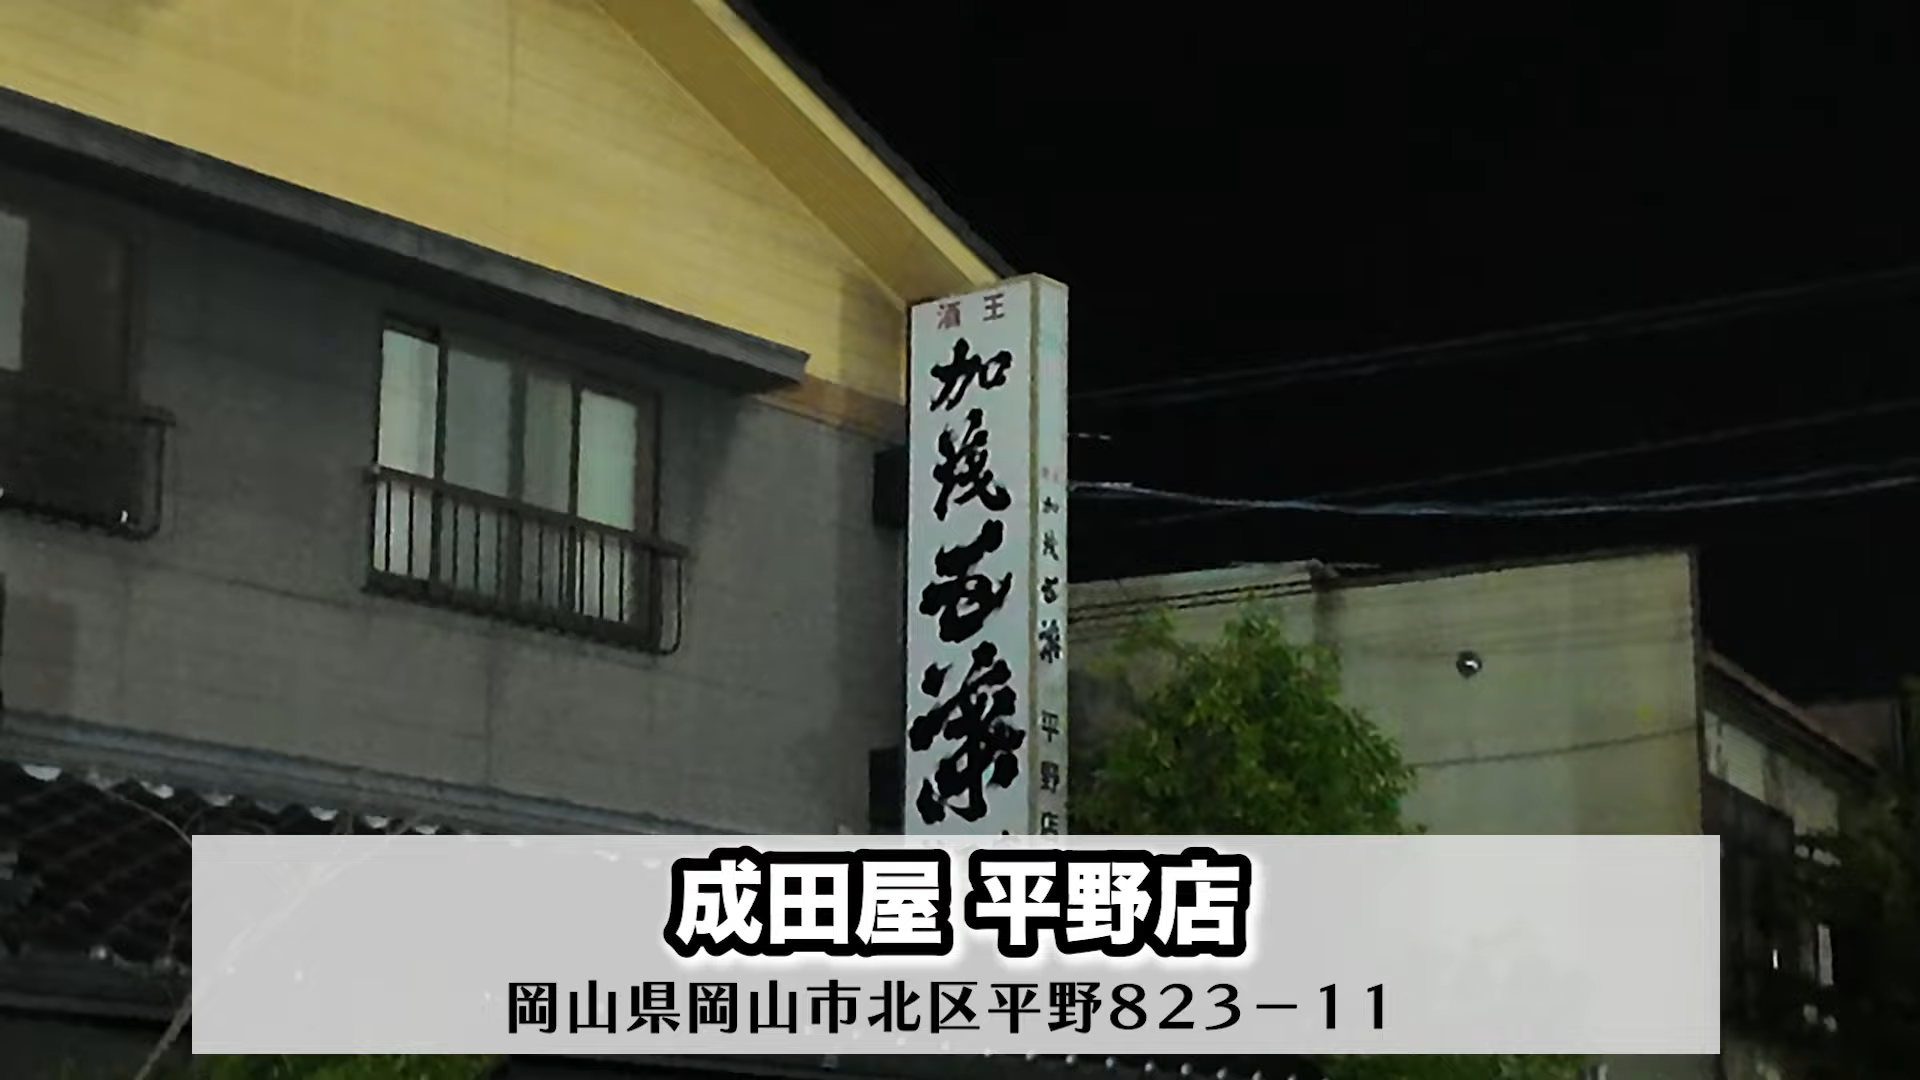 酒王
加茂五葉
加茂五葉 平野店
成田屋 平野店
岡山県岡山市北区平野823-11